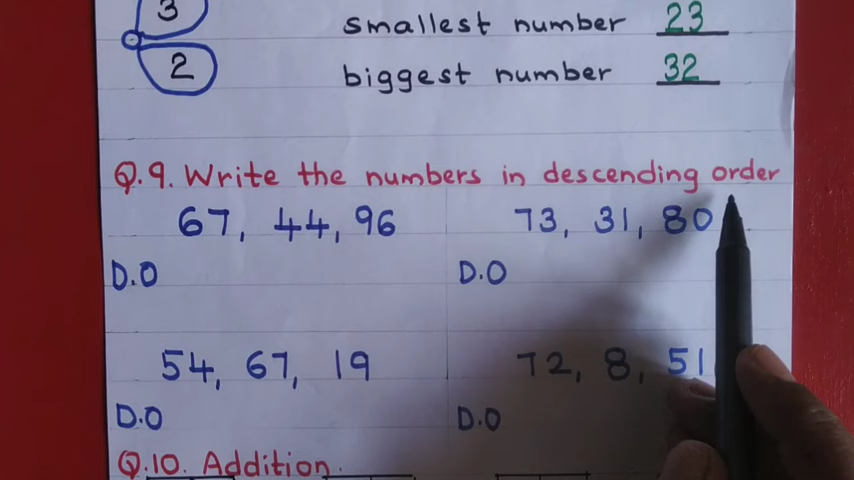 3
smallest number 23
2
biggest number 32
Q.9. Write the numbers in descending order
67, 44, 96
73, 31, 80
D.O
D.O
54, 67, 19
72, 8, 51
D.O
D.O
Q.10. Addition.